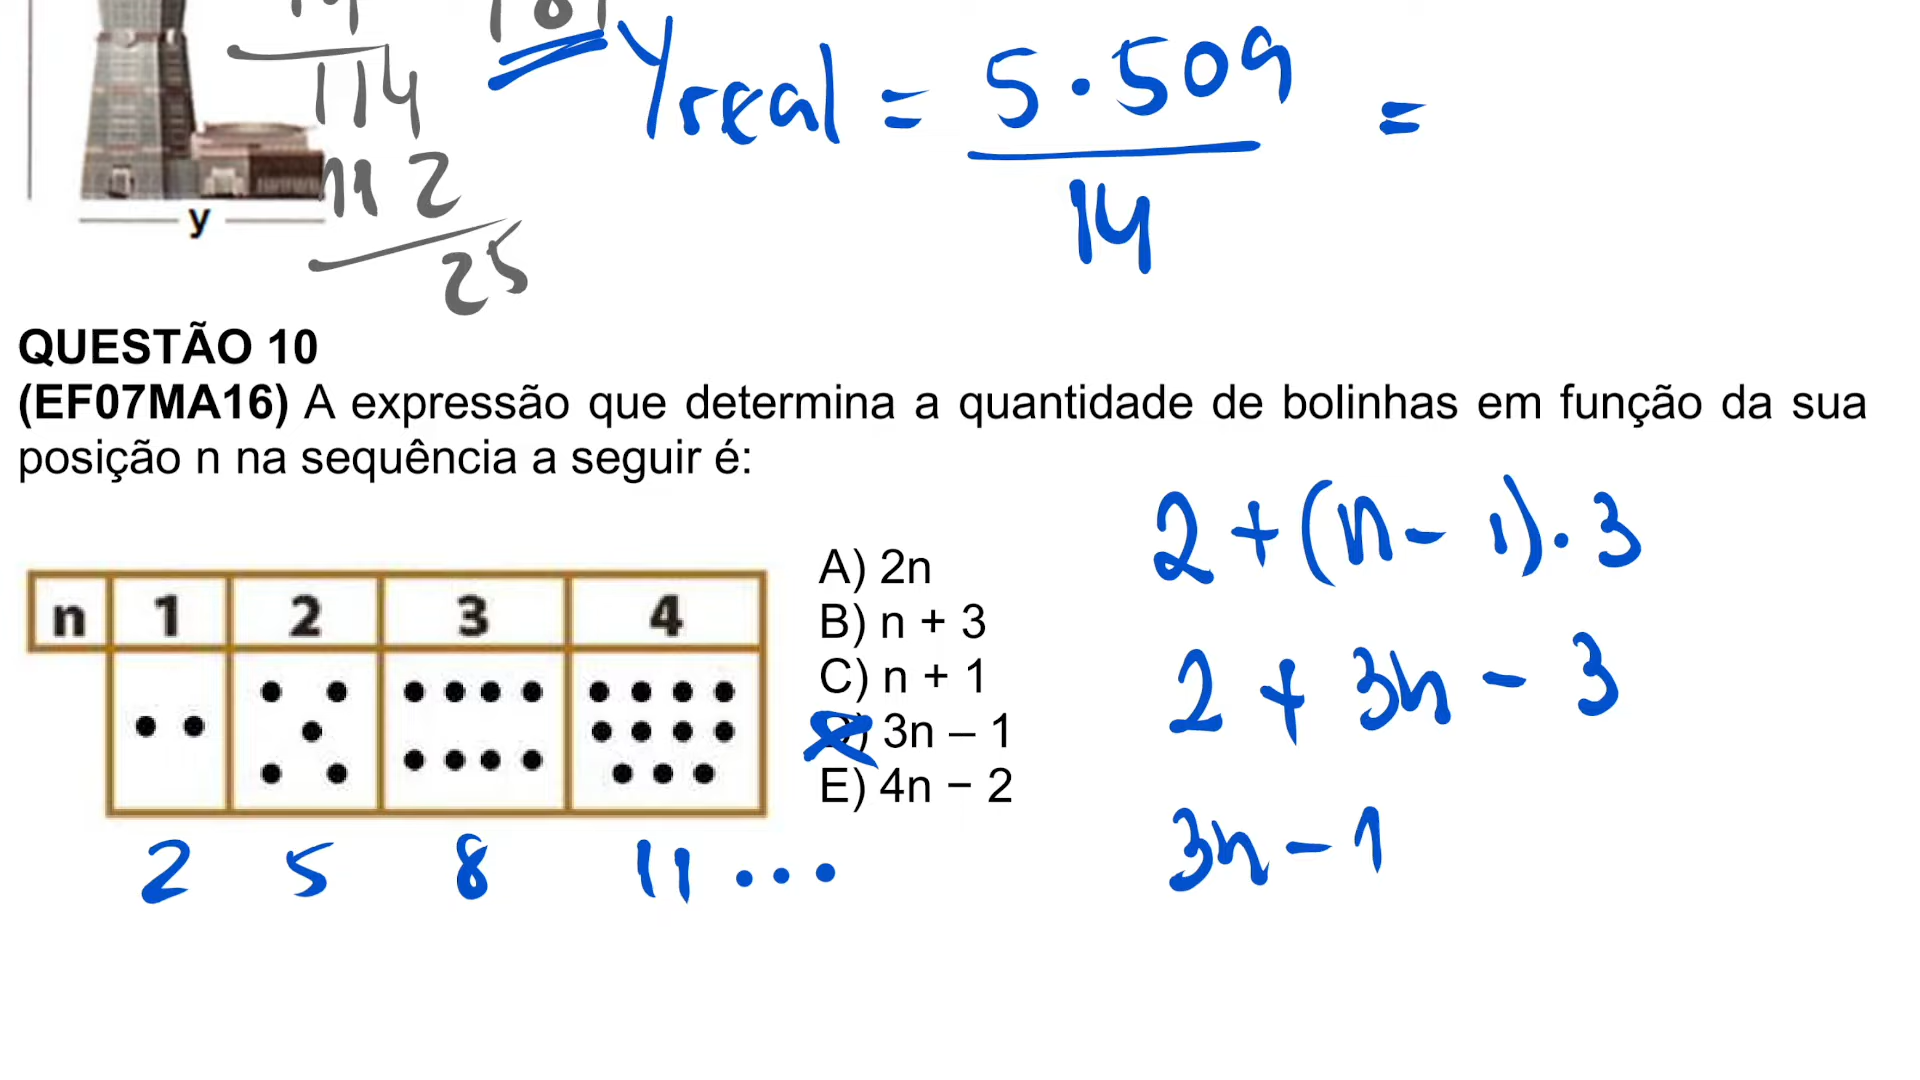 114
112
25
y
Yreal = 5 · 509 =
14
QUESTÃO 10
(EF07MA16) A expressão que determina a quantidade de bolinhas em função da sua
posição n na sequência a seguir é:
n 1 2 3 4
A) 2n
B) n + 3
C) n + 1
D) 3n – 1
E) 4n − 2
2 5 8 11 ...
2 + (n - 1) · 3
2 + 3n - 3
3n - 1